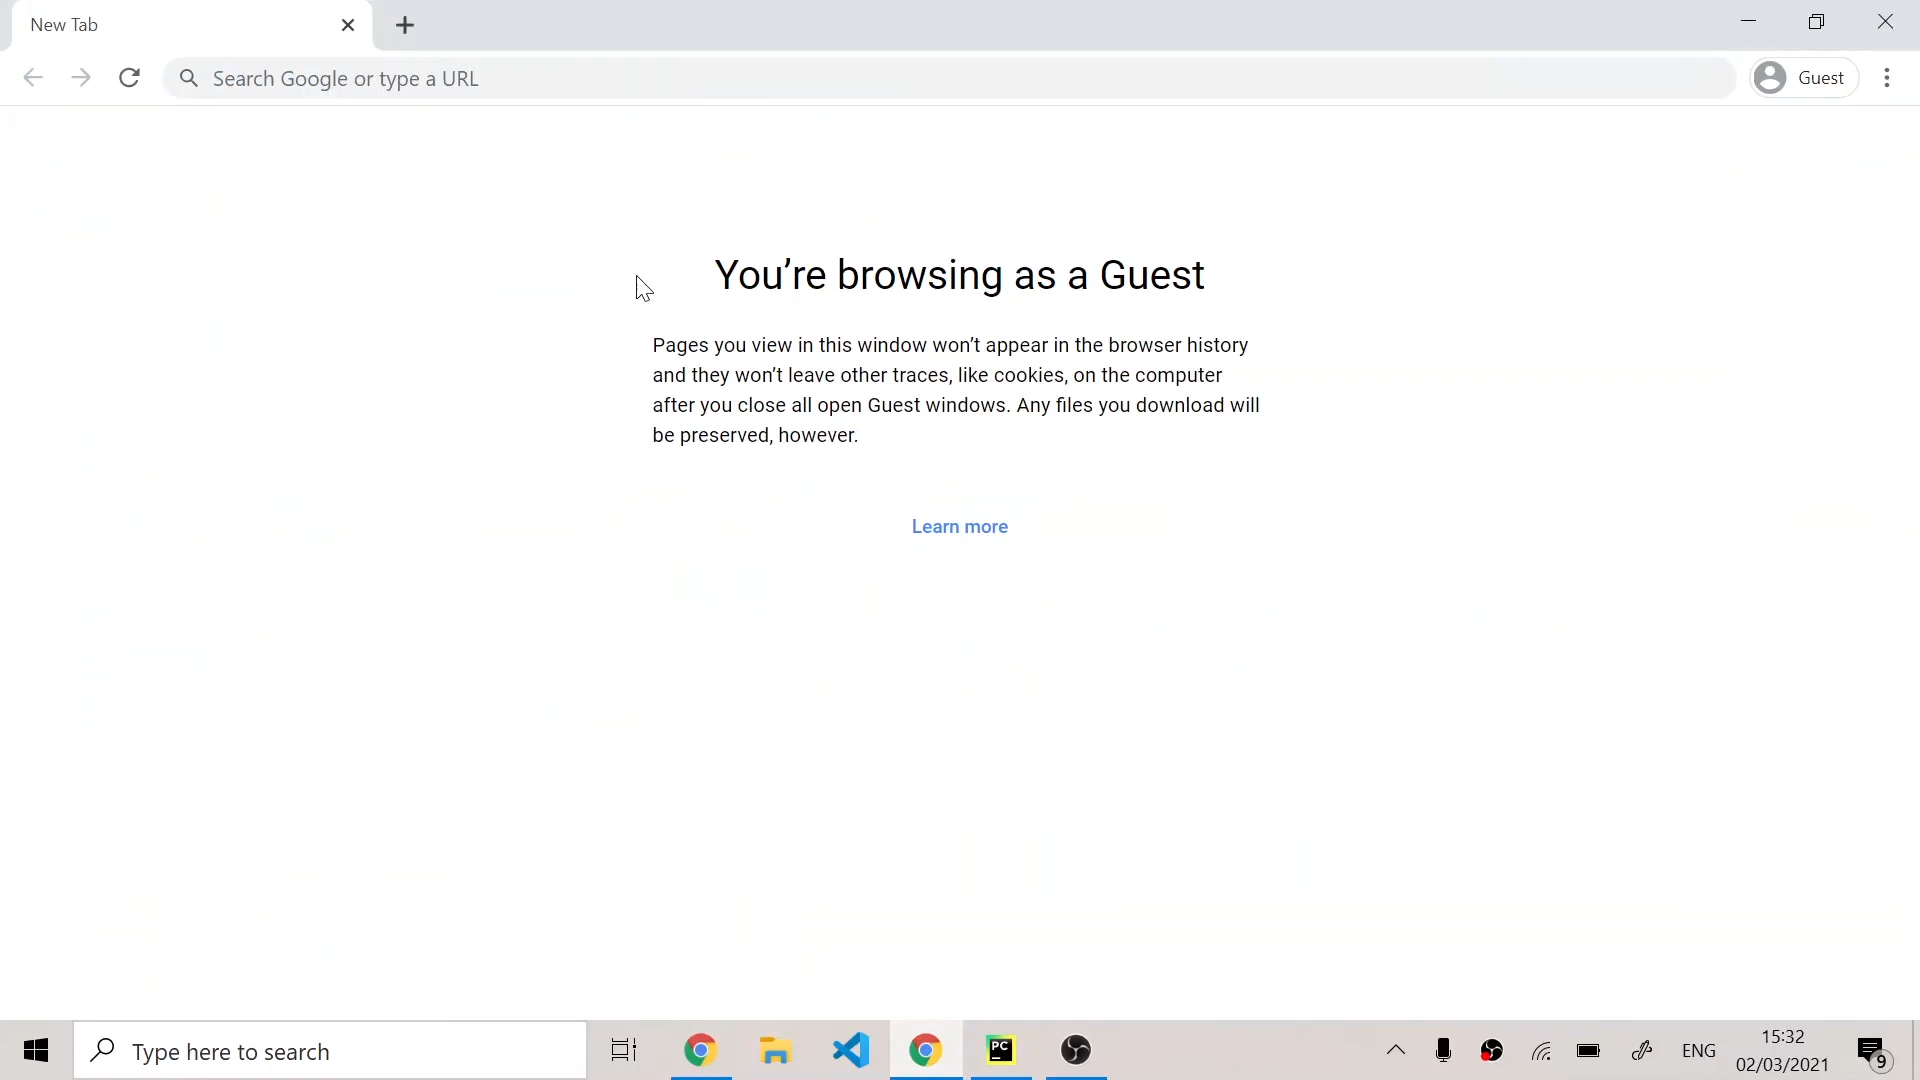 New Tab
Search Google or type a URL
Guest
You’re browsing as a Guest
Pages you view in this window won’t appear in the browser history
and they won’t leave other traces, like cookies, on the computer
after you close all open Guest windows. Any files you download will
be preserved, however.
Learn more
Type here to search
PC
ENG
15:32
02/03/2021
9